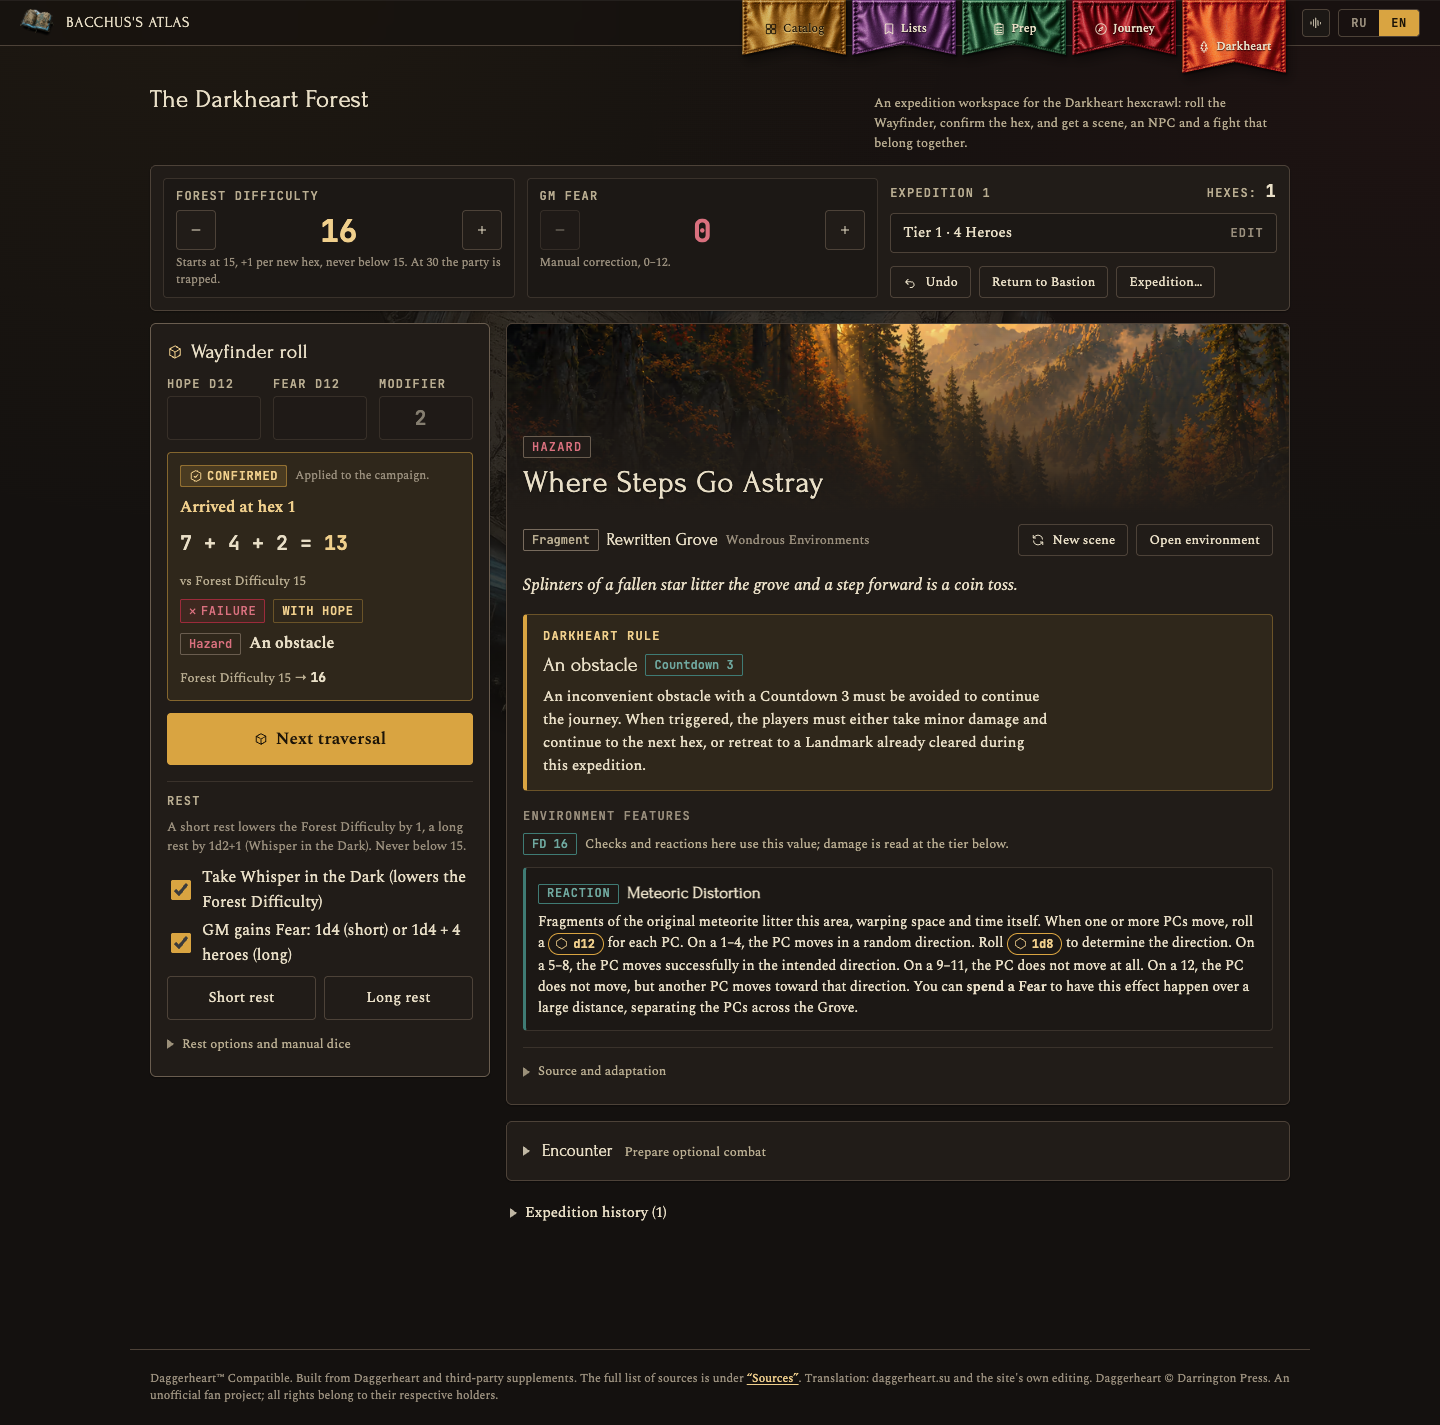 BACCHUS'S ATLAS
Catalog
Lists
Prep
Journey
Darkheart
RU
EN
The Darkheart Forest
An expedition workspace for the Darkheart hexcrawl: roll the
Wayfinder, confirm the hex, and get a scene, an NPC and a fight that
belong together.
FOREST DIFFICULTY
− 16 +
Starts at 15, +1 per new hex, never below 15. At 30 the party is
trapped.
GM FEAR
− 0 +
Manual correction, 0–12.
EXPEDITION 1
HEXES: 1
Tier 1 · 4 Heroes
EDIT
Undo
Return to Bastion
Expedition…
Wayfinder roll
HOPE D12
FEAR D12
MODIFIER
2
CONFIRMED
Applied to the campaign.
Arrived at hex 1
7 + 4 + 2 = 13
vs Forest Difficulty 15
× FAILURE
WITH HOPE
Hazard
An obstacle
Forest Difficulty 15 → 16
Next traversal
REST
A short rest lowers the Forest Difficulty by 1, a long
rest by 1d2+1 (Whisper in the Dark). Never below 15.
Take Whisper in the Dark (lowers the
Forest Difficulty)
GM gains Fear: 1d4 (short) or 1d4 + 4
heroes (long)
Short rest
Long rest
Rest options and manual dice
HAZARD
Where Steps Go Astray
Fragment
Rewritten Grove
Wondrous Environments
New scene
Open environment
Splinters of a fallen star litter the grove and a step forward is a coin toss.
DARKHEART RULE
An obstacle
Countdown 3
An inconvenient obstacle with a Countdown 3 must be avoided to continue
the journey. When triggered, the players must either take minor damage and
continue to the next hex, or retreat to a Landmark already cleared during
this expedition.
ENVIRONMENT FEATURES
FD 16
Checks and reactions here use this value; damage is read at the tier below.
REACTION
Meteoric Distortion
Fragments of the original meteorite litter this area, warping space and time itself. When one or more PCs move, roll
a d12 for each PC. On a 1–4, the PC moves in a random direction. Roll 1d8 to determine the direction. On
a 5–8, the PC moves successfully in the intended direction. On a 9–11, the PC does not move at all. On a 12, the PC
does not move, but another PC moves toward that direction. You can spend a Fear to have this effect happen over a
large distance, separating the PCs across the Grove.
Source and adaptation
Encounter
Prepare optional combat
Expedition history (1)
Daggerheart™ Compatible. Built from Daggerheart and third-party supplements. The full list of sources is under “Sources”. Translation: daggerheart.su and the site's own editing. Daggerheart © Darrington Press. An
unofficial fan project; all rights belong to their respective holders.